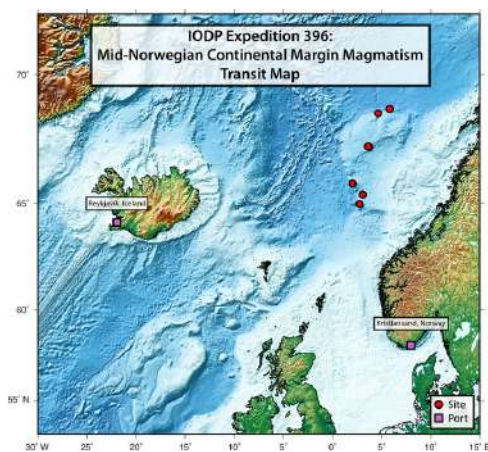 IODP Expedition 396:
Mid-Norwegian Continental Margin Magmatism
Transit Map
70˚
Reykjavik, Iceland
65˚
60˚
Kristiansand, Norway
55˚ N
Site
Port
30˚ W
25˚
20˚
15˚
10˚
5˚
0˚
5˚
10˚
15˚ E